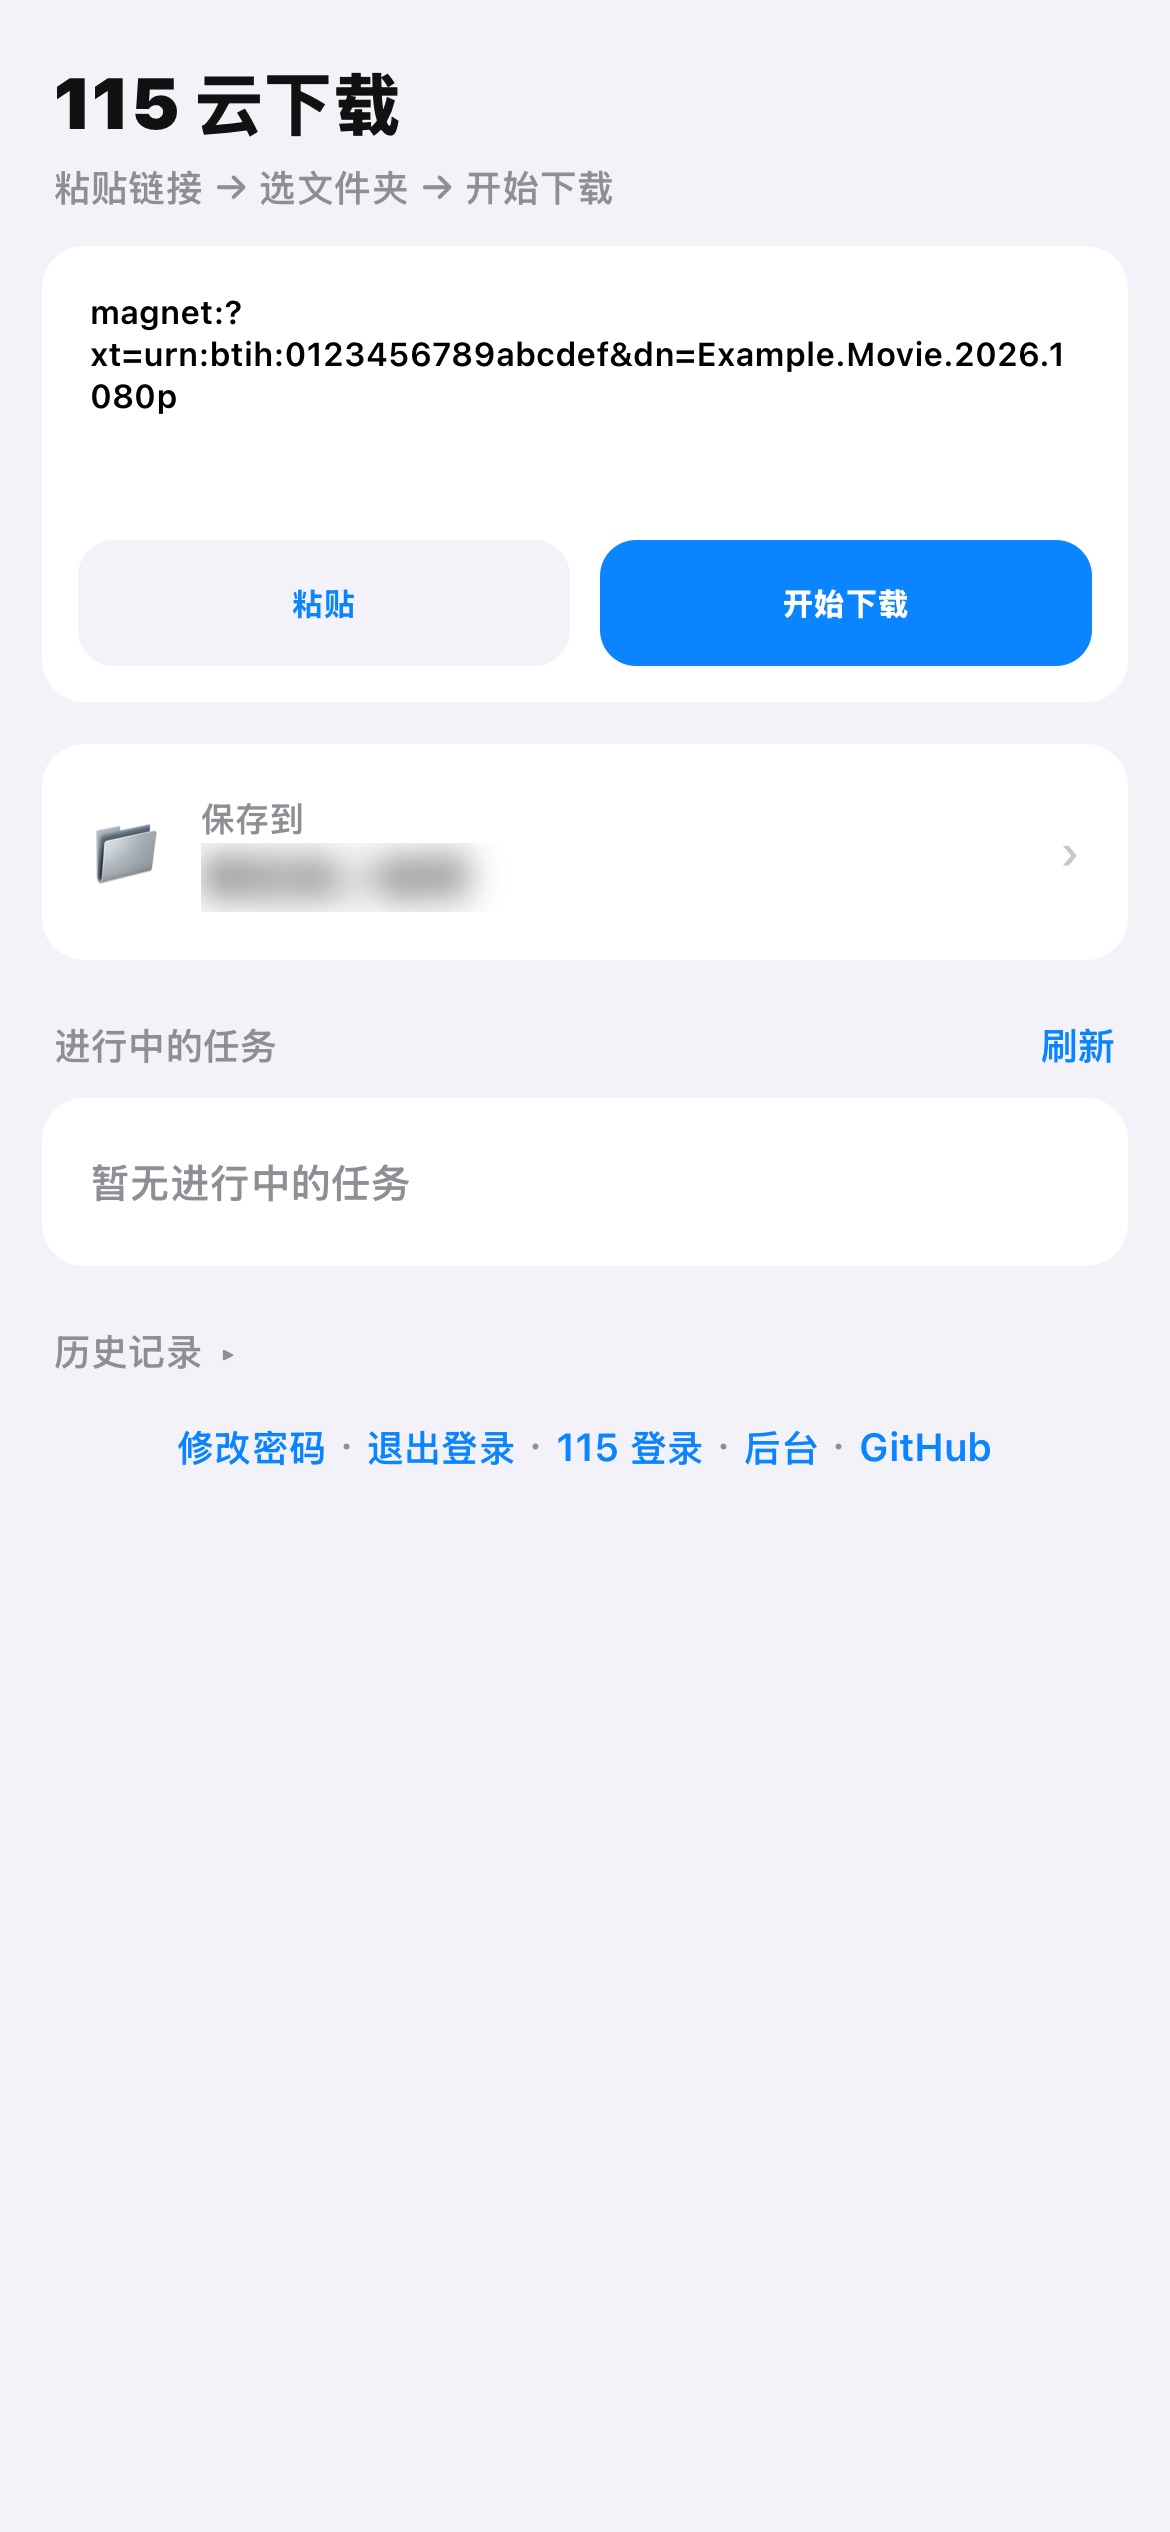 115 云下载
粘贴链接 → 选文件夹 → 开始下载
magnet:?
xt=urn:btih:0123456789abcdef&dn=Example.Movie.2026.1
080p
粘贴
开始下载
保存到
进行中的任务
刷新
暂无进行中的任务
历史记录 ▸
修改密码 · 退出登录 · 115 登录 · 后台 · GitHub